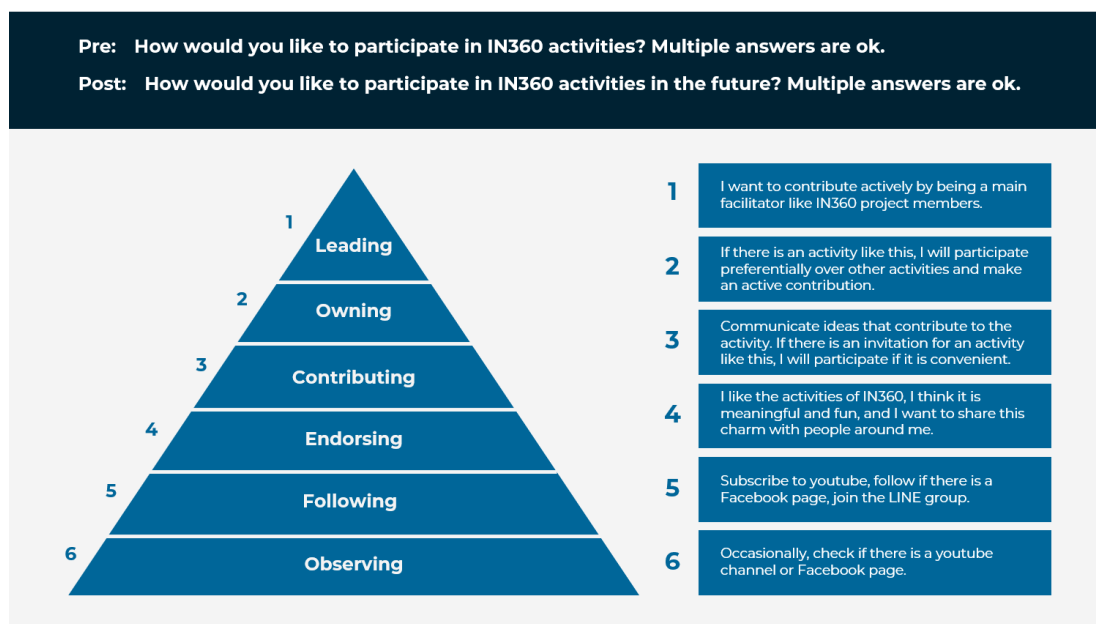 Pre: How would you like to participate in IN360 activities? Multiple answers are ok.
Post: How would you like to participate in IN360 activities in the future? Multiple answers are ok.
1
Leading
2
Owning
3
Contributing
4
Endorsing
5
Following
6
Observing
1
I want to contribute actively by being a main
facilitator like IN360 project members.
2
If there is an activity like this, I will participate
preferentially over other activities and make
an active contribution.
3
Communicate ideas that contribute to the
activity. If there is an invitation for an activity
like this, I will participate if it is convenient.
4
I like the activities of IN360, I think it is
meaningful and fun, and I want to share this
charm with people around me.
5
Subscribe to youtube, follow if there is a
Facebook page, join the LINE group.
6
Occasionally, check if there is a youtube
channel or Facebook page.